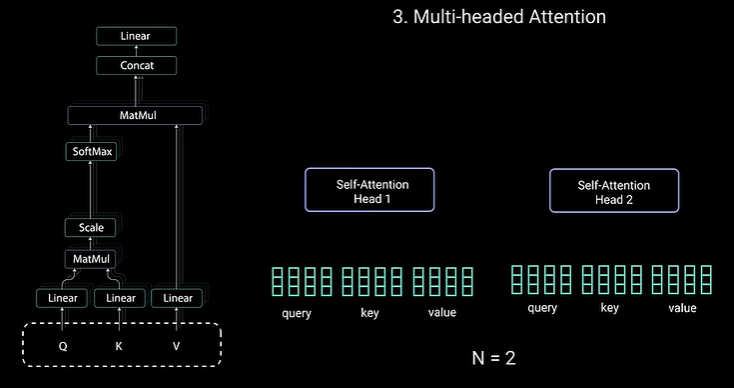 3. Multi-headed Attention
Linear
Concat
MatMul
SoftMax
Scale
MatMul
Linear
Linear
Linear
Q
K
V
Self-Attention
Head 1
Self-Attention
Head 2
query
key
value
query
key
value
N = 2